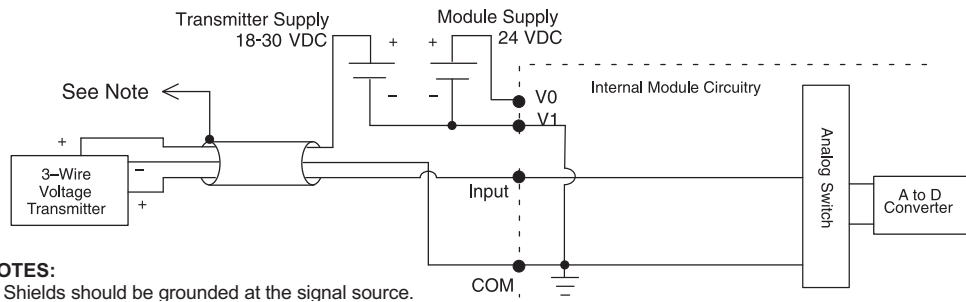 Transmitter Supply
18-30 VDC
Module Supply
24 VDC
+
+
–
–
See Note
Internal Module Circuitry
V0
V1
+
–
+
3–Wire
Voltage
Transmitter
Input
Analog Switch
A to D
Converter
COM
OTES:
Shields should be grounded at the signal source.